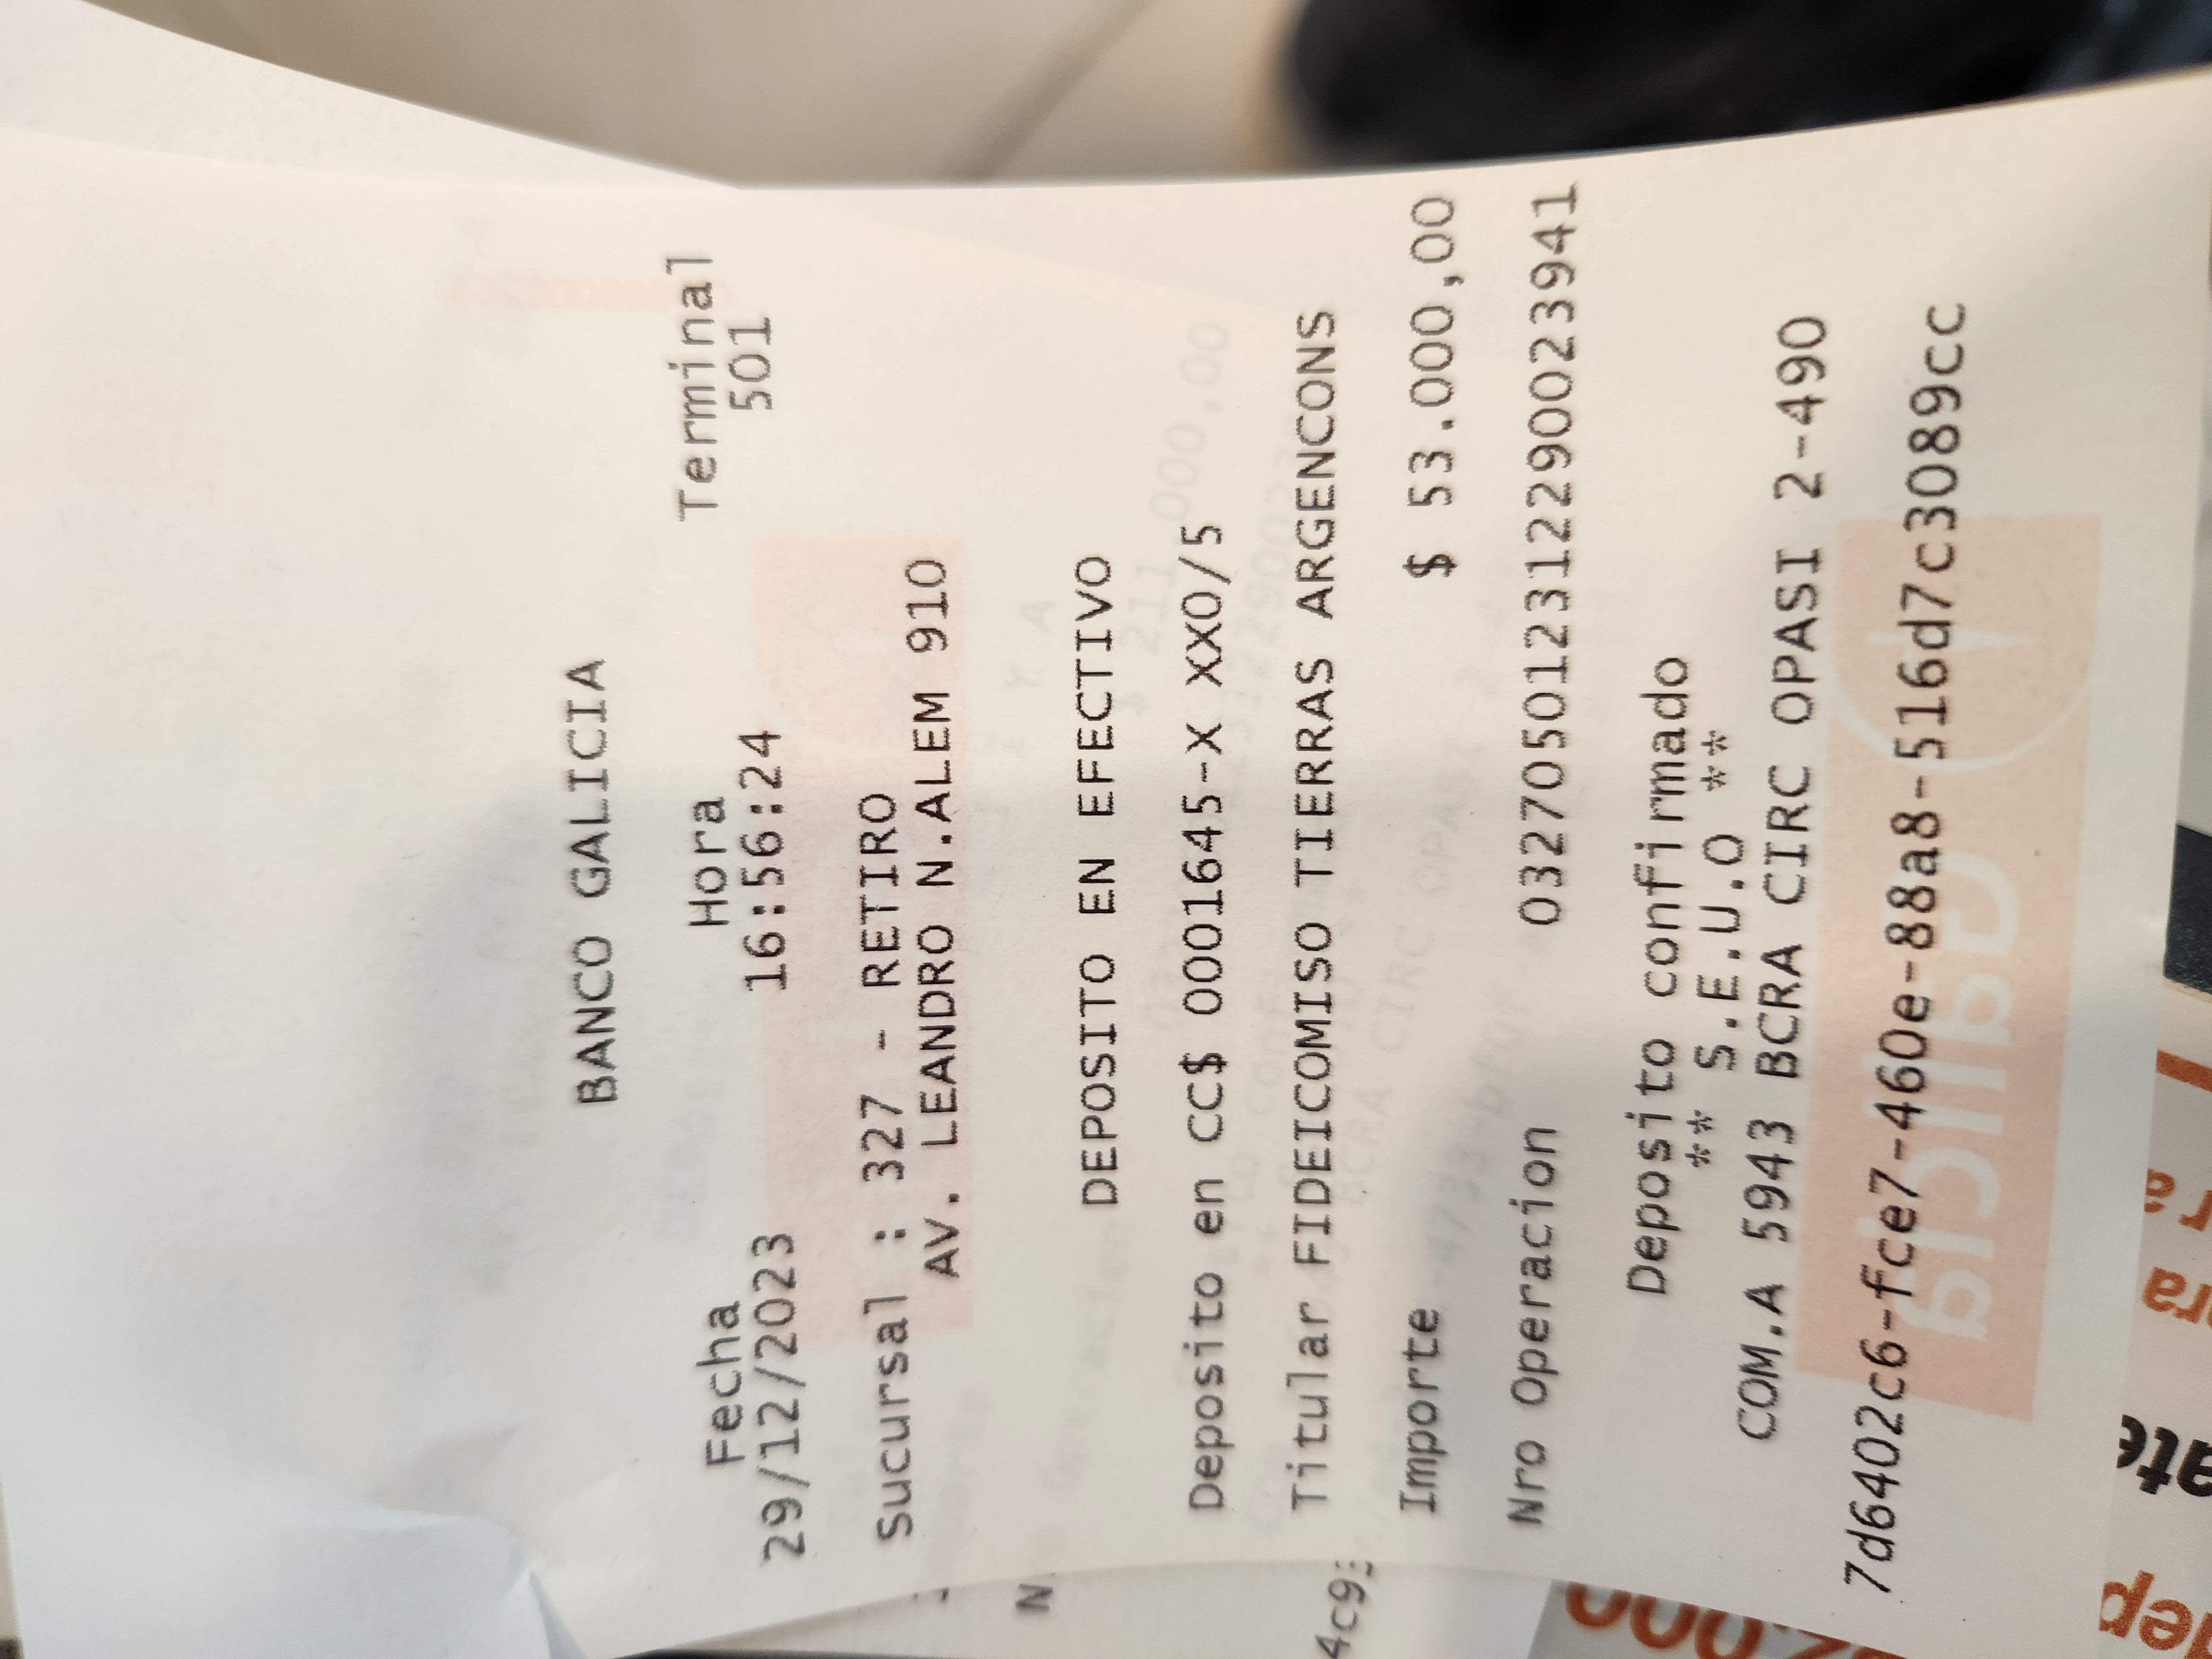 BANCO GALICIA
Fecha Hora Terminal
29/12/2023 16:56:24 501
Sucursal : 327 - RETIRO
AV. LEANDRO N.ALEM 910
DEPOSITO EN EFECTIVO
Deposito en CC$ 0001645-X XX0/5
Titular FIDEICOMISO TIERRAS ARGENCONS
Importe $ 53.000,00
Nro Operacion 032705012312290023941
Deposito confirmado
** S.E.U.O **
COM.A 5943 BCRA CIRC OPASI 2-490
7d6402c6-fce7-460e-88a8-516d7c3089cc
Galicia